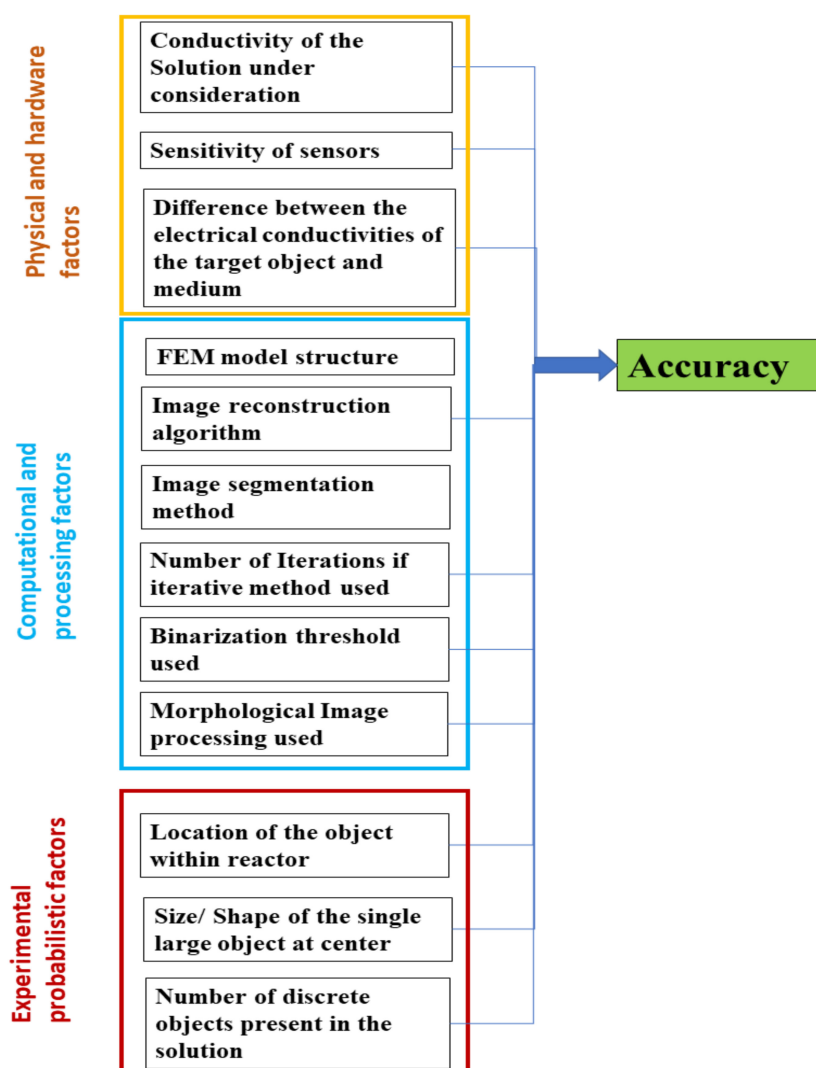 Physical and hardware
factors
Conductivity of the
Solution under
consideration
Sensitivity of sensors
Difference between the
electrical conductivities of
the target object and
medium
Computational and
processing factors
FEM model structure
Image reconstruction
algorithm
Image segmentation
method
Number of Iterations if
iterative method used
Binarization threshold
used
Morphological Image
processing used
Experimental
probabilistic factors
Location of the object
within reactor
Size/ Shape of the single
large object at center
Number of discrete
objects present in the
solution
Accuracy